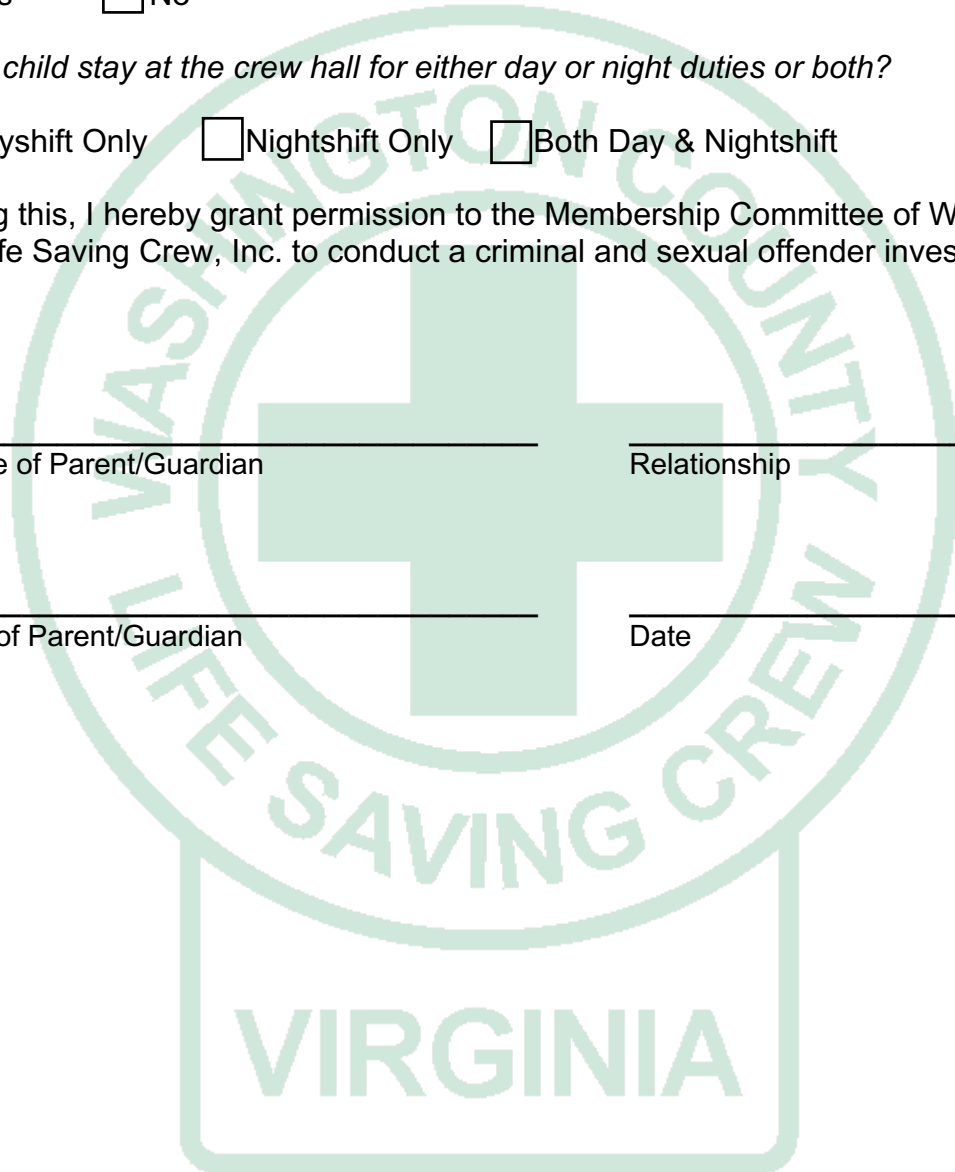 s No
child stay at the crew hall for either day or night duties or both?
yshift Only Nightshift Only Both Day & Nightshift
g this, I hereby grant permission to the Membership Committee of W
fe Saving Crew, Inc. to conduct a criminal and sexual offender inves
e of Parent/Guardian Relationship
of Parent/Guardian Date
WASHINGTON COUNTY
LIFE SAVING CREW
VIRGINIA